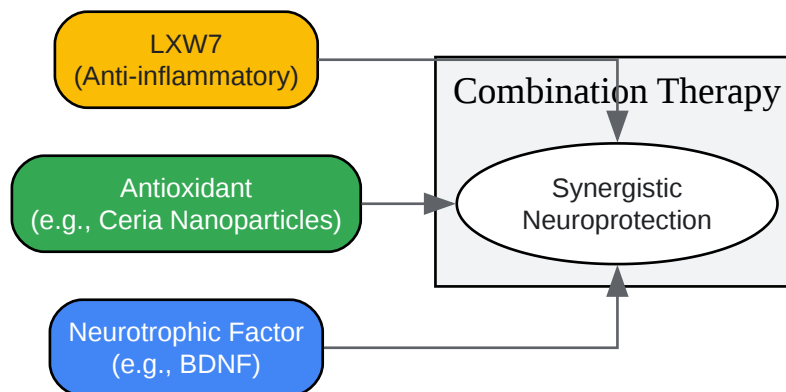 LXW7
(Anti-inflammatory)
Combination Therapy
Antioxidant
(e.g., Ceria Nanoparticles)
Synergistic
Neuroprotection
Neurotrophic Factor
(e.g., BDNF)